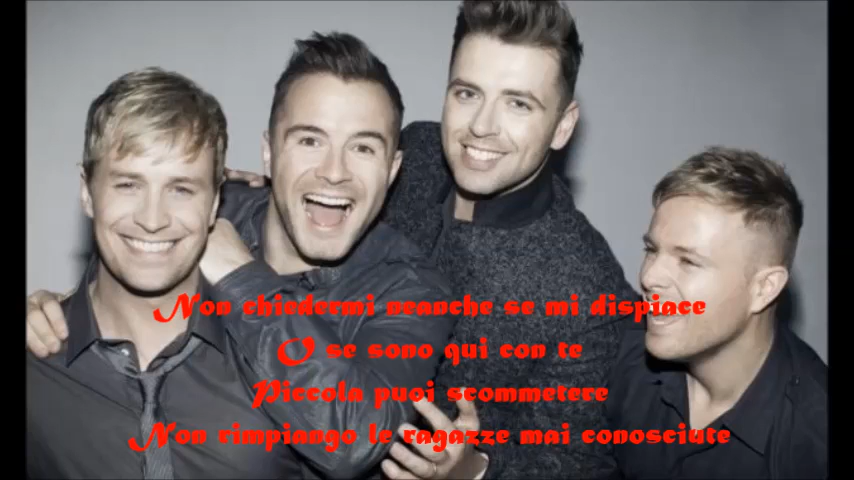 Non chiedermi neanche se mi dispiace
O se sono qui con te
Piccola puoi scommetere
Non rimpiango le ragazze mai conosciute